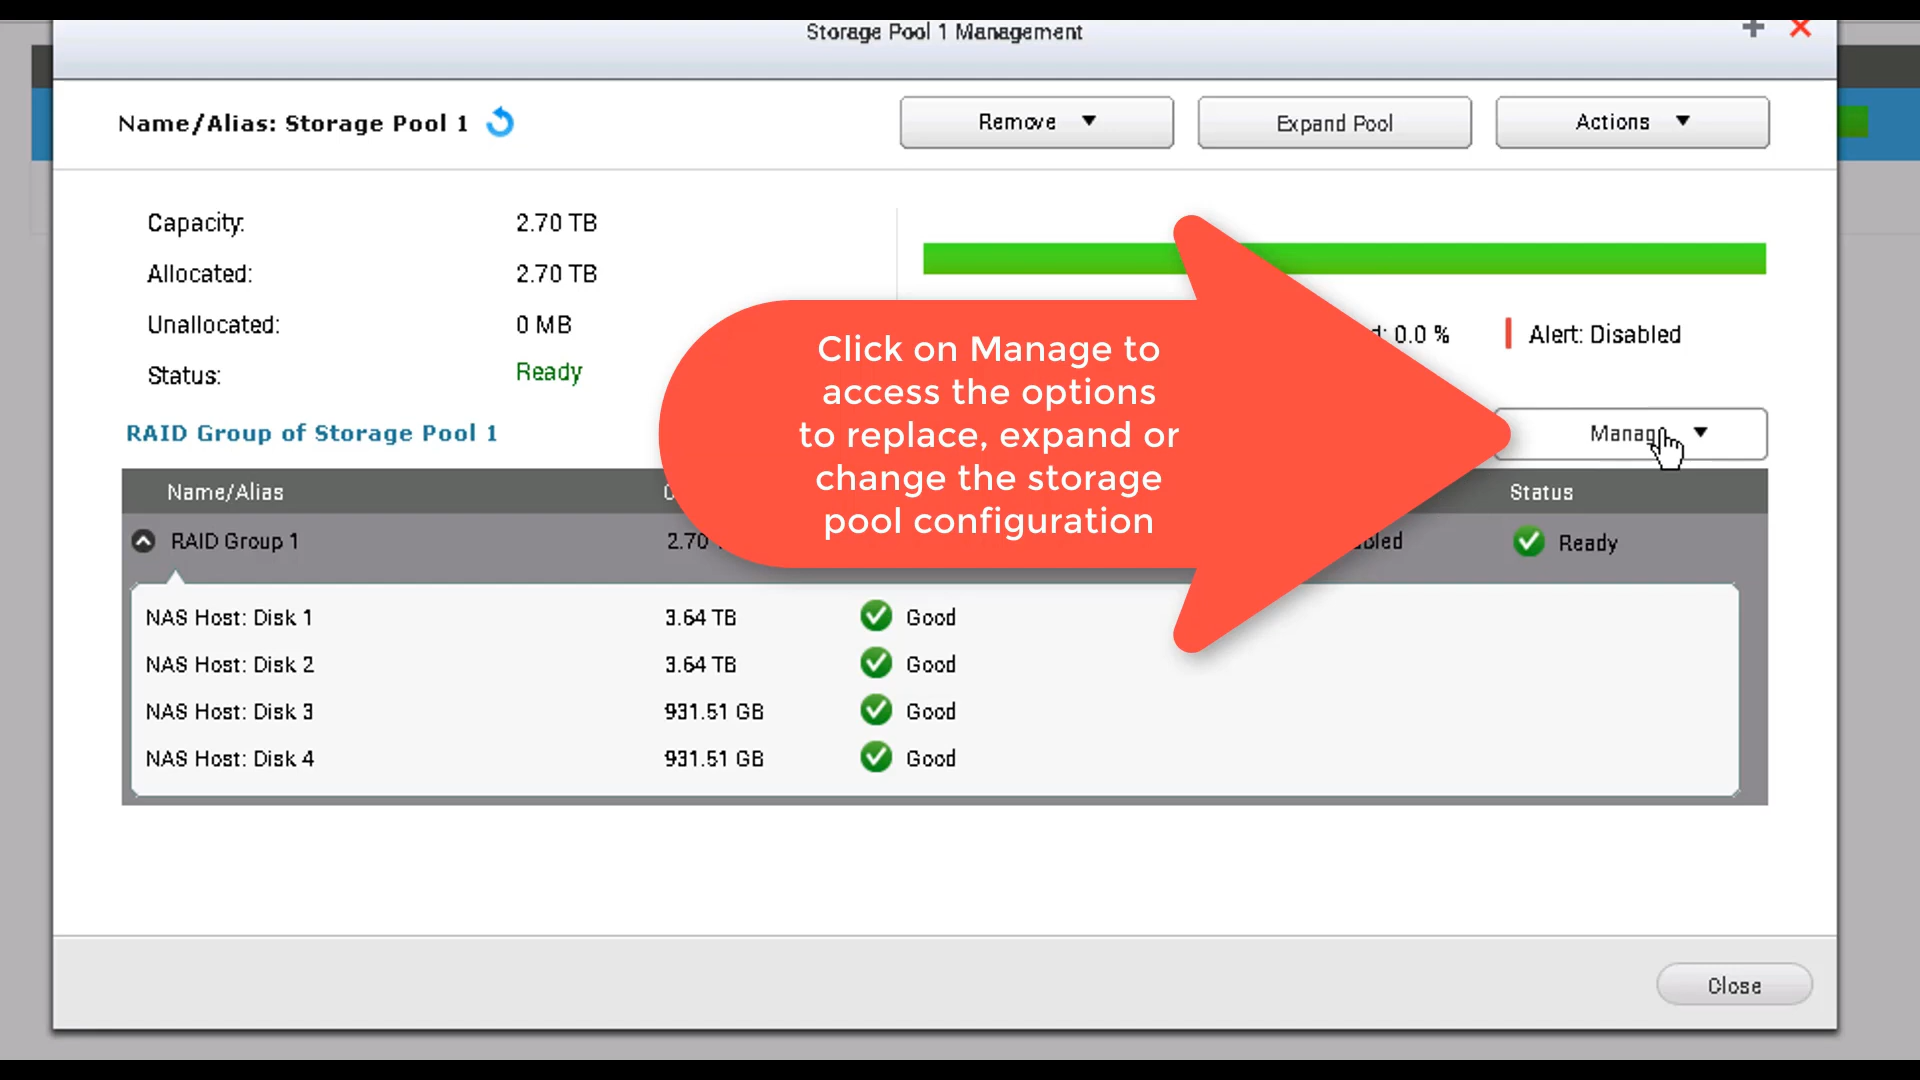 Storage Pool 1 Management
Name/Alias: Storage Pool 1
Remove
Expand Pool
Actions
Capacity: 2.70 TB
Allocated: 2.70 TB
Unallocated: 0 MB
Status: Ready
0.0 %
Alert: Disabled
Click on Manage to
access the options
to replace, expand or
change the storage
pool configuration
RAID Group of Storage Pool 1
Manage
Name/Alias
Status
RAID Group 1 2.70 Ready
NAS Host: Disk 1 3.64 TB Good
NAS Host: Disk 2 3.64 TB Good
NAS Host: Disk 3 931.51 GB Good
NAS Host: Disk 4 931.51 GB Good
Close